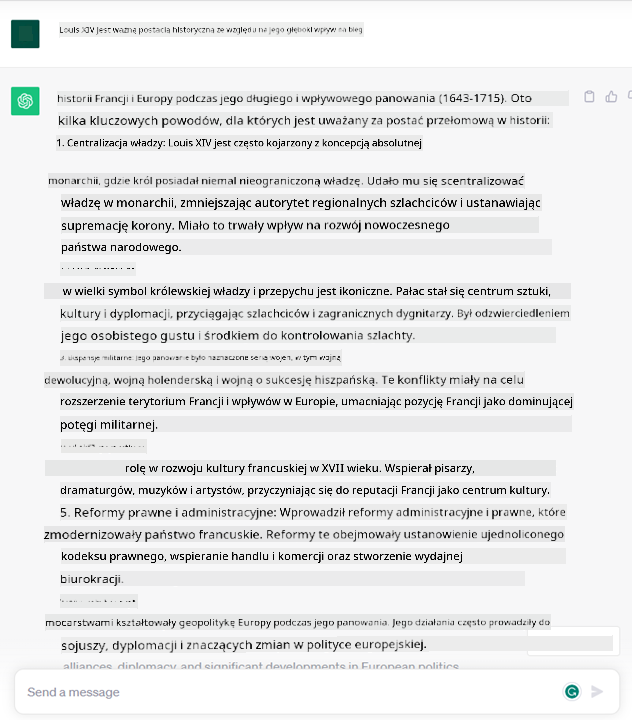 Louis XIV jest ważną postacią historyczną ze względu na jego głęboki wpływ na bieg
historii Francji i Europy podczas jego długiego i wpływowego panowania (1643-1715). Oto
kilka kluczowych powodów, dla których jest uważany za postać przełomową w historii:
1. Centralizacja władzy: Louis XIV jest często kojarzony z koncepcją absolutnej
monarchii, gdzie król posiadał niemal nieograniczoną władzę. Udało mu się scentralizować
władzę w monarchii, zmniejszając autorytet regionalnych szlachciców i ustanawiając
supremację korony. Miało to trwały wpływ na rozwój nowoczesnego
państwa narodowego.
w wielki symbol królewskiej władzy i przepychu jest ikoniczne. Pałac stał się centrum sztuki,
kultury i dyplomacji, przyciągając szlachciców i zagranicznych dygnitarzy. Był odzwierciedleniem
jego osobistego gustu i środkiem do kontrolowania szlachty.
3. Ekspansje militarne: Jego panowanie było naznaczone serią wojen, w tym wojną
dewolucyjną, wojną holenderską i wojną o sukcesję hiszpańską. Te konflikty miały na celu
rozszerzenie terytorium Francji i wpływów w Europie, umacniając pozycję Francji jako dominującej
potęgi militarnej.
rolę w rozwoju kultury francuskiej w XVII wieku. Wspierał pisarzy,
dramaturgów, muzyków i artystów, przyczyniając się do reputacji Francji jako centrum kultury.
5. Reformy prawne i administracyjne: Wprowadził reformy administracyjne i prawne, które
zmodernizowały państwo francuskie. Reformy te obejmowały ustanowienie ujednoliconego
kodeksu prawnego, wspieranie handlu i komercji oraz stworzenie wydajnej
biurokracji.
mocarstwami kształtowały geopolitykę Europy podczas jego panowania. Jego działania często prowadziły do
sojuszy, dyplomacji i znaczących zmian w polityce europejskiej.
alliances, diplomacy, and significant developments in European politics.
Send a message